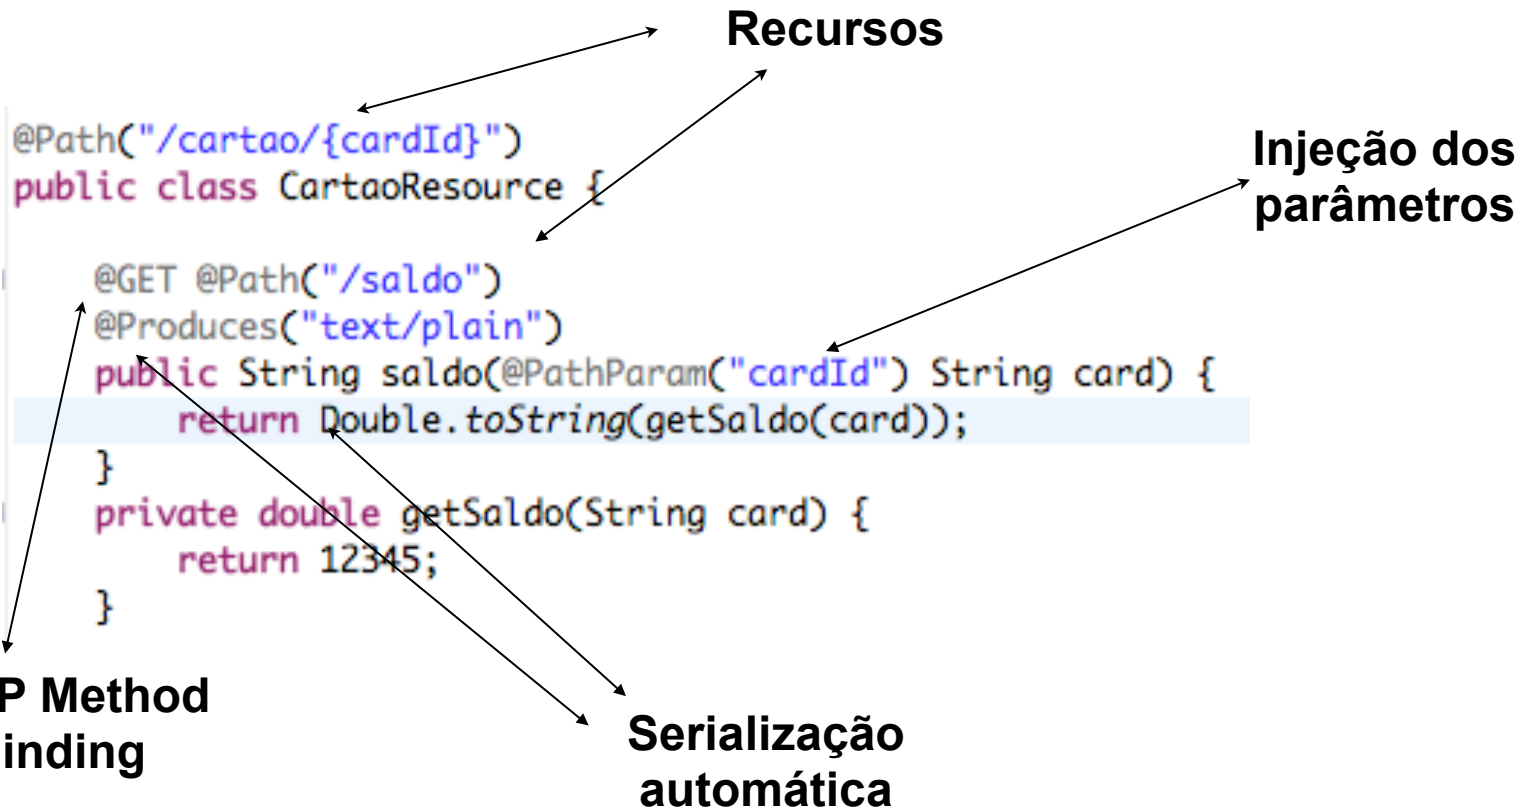 Recursos
@Path("/cartao/{cardId}")
public class CartaoResource {
Injeção dos
parâmetros
@GET @Path("/saldo")
@Produces("text/plain")
public String saldo(@PathParam("cardId") String card) {
return Double.toString(getSaldo(card));
}
private double getSaldo(String card) {
return 12345;
}
P Method
inding
Serialização
automática